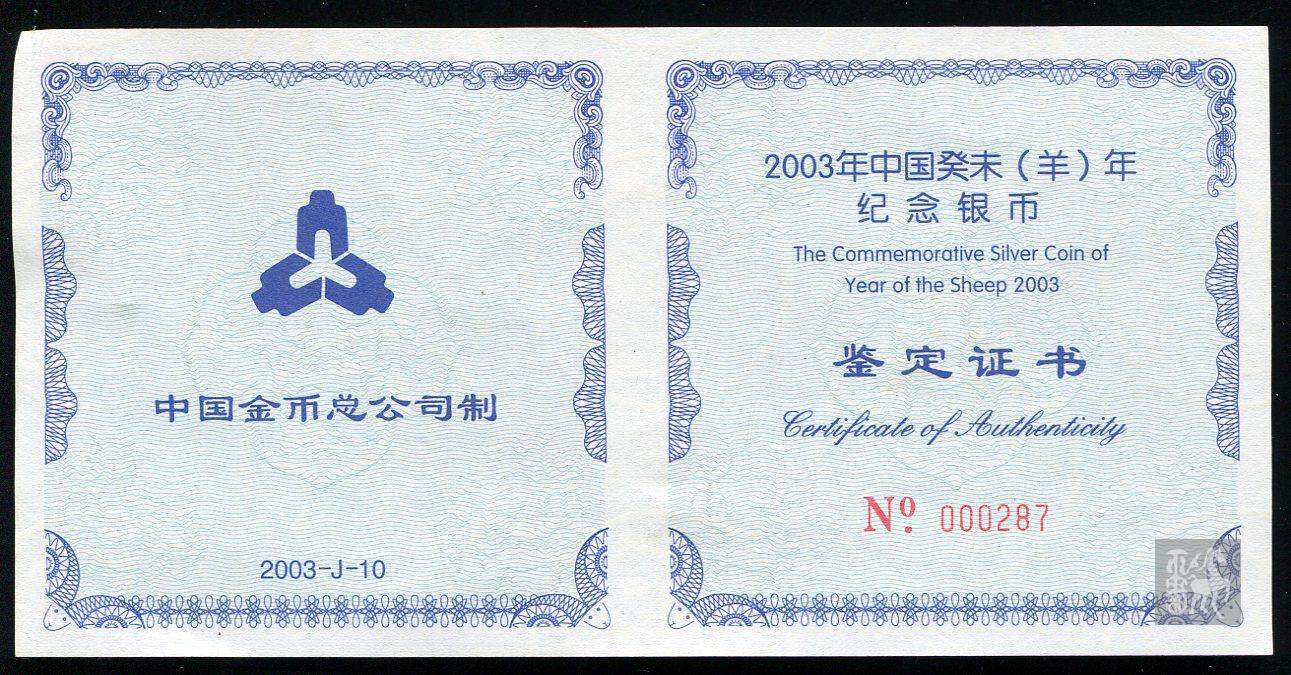 中国金币总公司制
2003-J-10
2003年中国癸未（羊）年
纪念银币
The Commemorative Silver Coin of
Year of the Sheep 2003
鉴定证书
Certificate of Authenticity
Nº. 000287